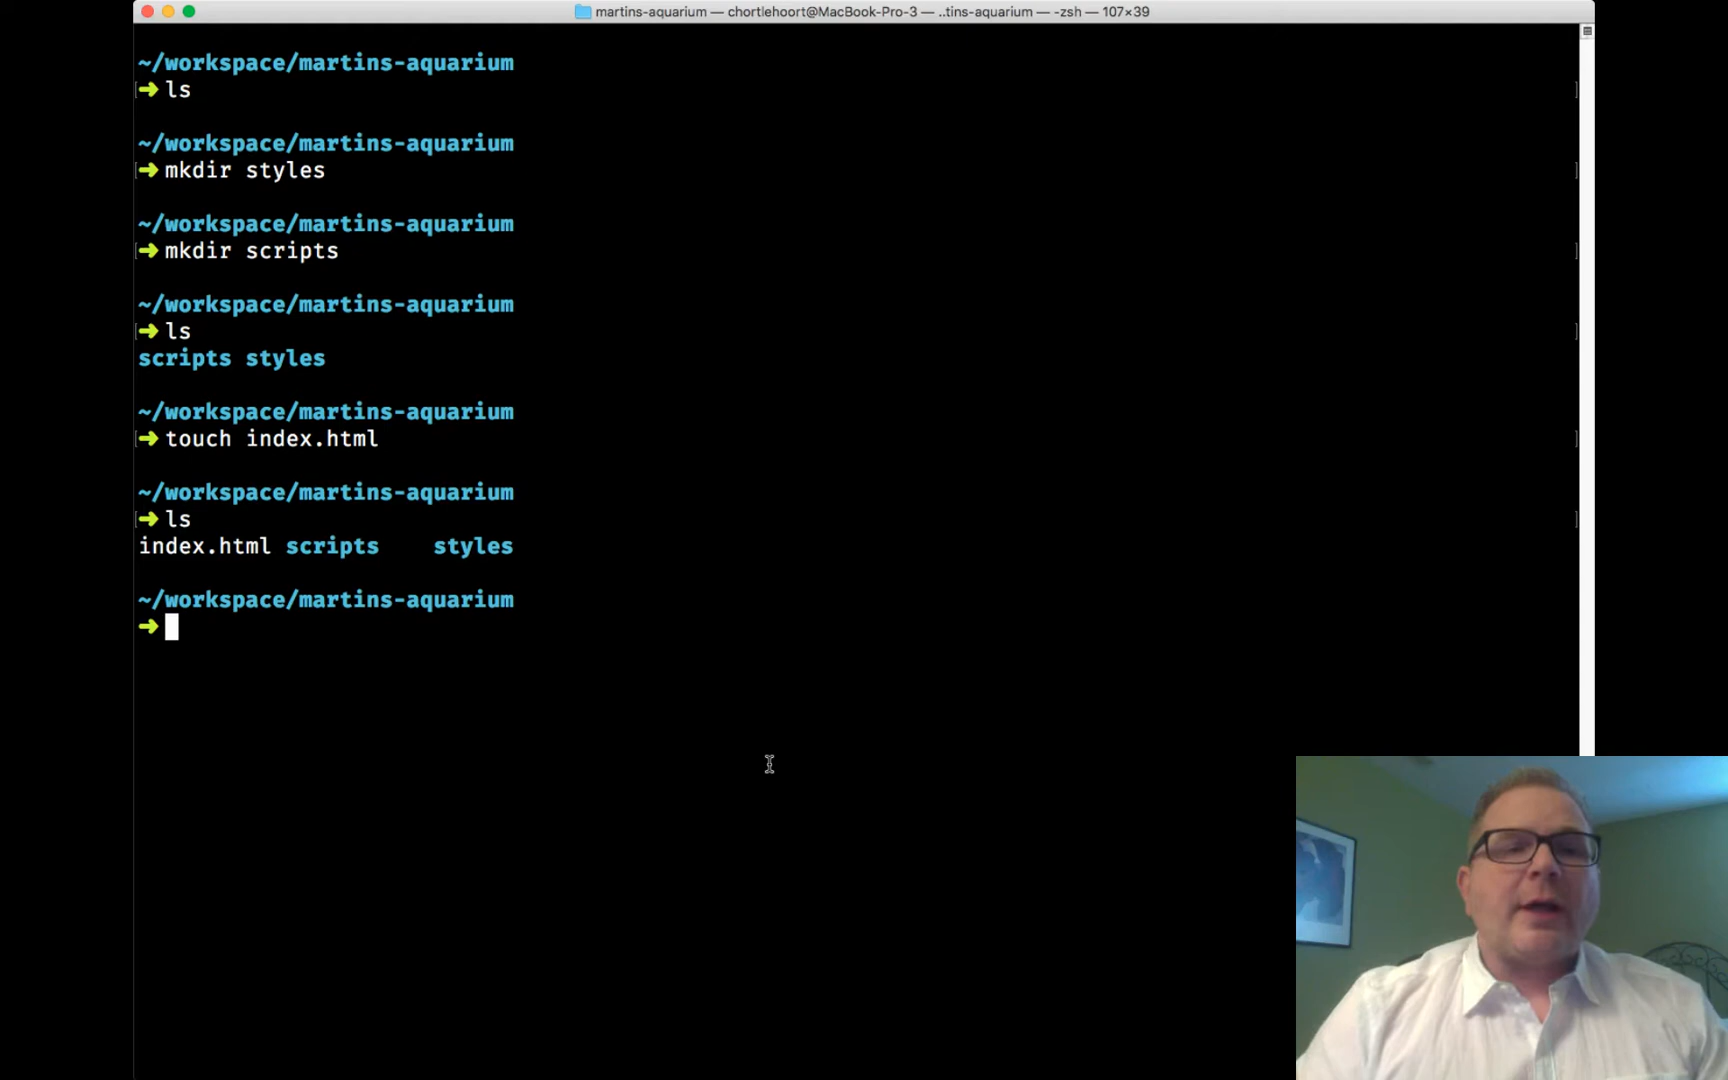 martins-aquarium — chortlehoort@MacBook-Pro-3 — ..tins-aquarium — -zsh — 107×39
~/workspace/martins-aquarium
➜ ls
~/workspace/martins-aquarium
➜ mkdir styles
~/workspace/martins-aquarium
➜ mkdir scripts
~/workspace/martins-aquarium
➜ ls
scripts styles
~/workspace/martins-aquarium
➜ touch index.html
~/workspace/martins-aquarium
➜ ls
index.html scripts styles
~/workspace/martins-aquarium
➜